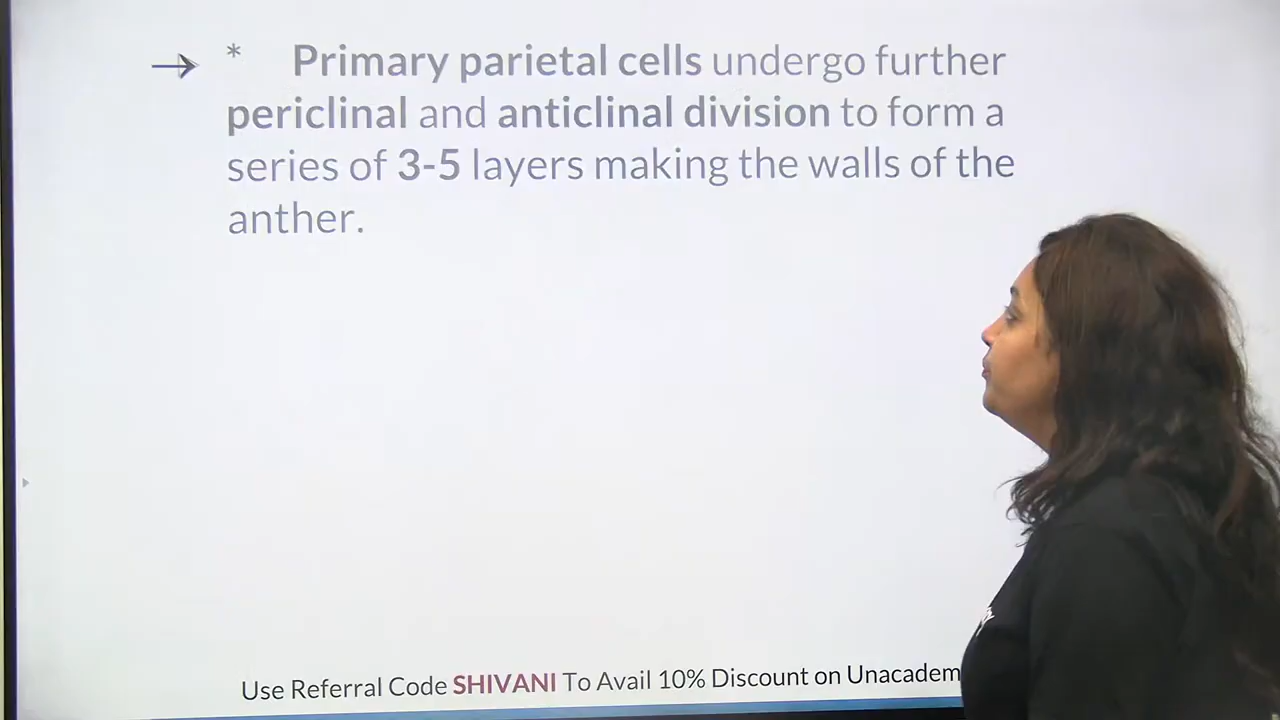 * Primary parietal cells undergo further
periclinal and anticlinal division to form a
series of 3-5 layers making the walls of the
anther.
Use Referral Code SHIVANI To Avail 10% Discount on Unacadem